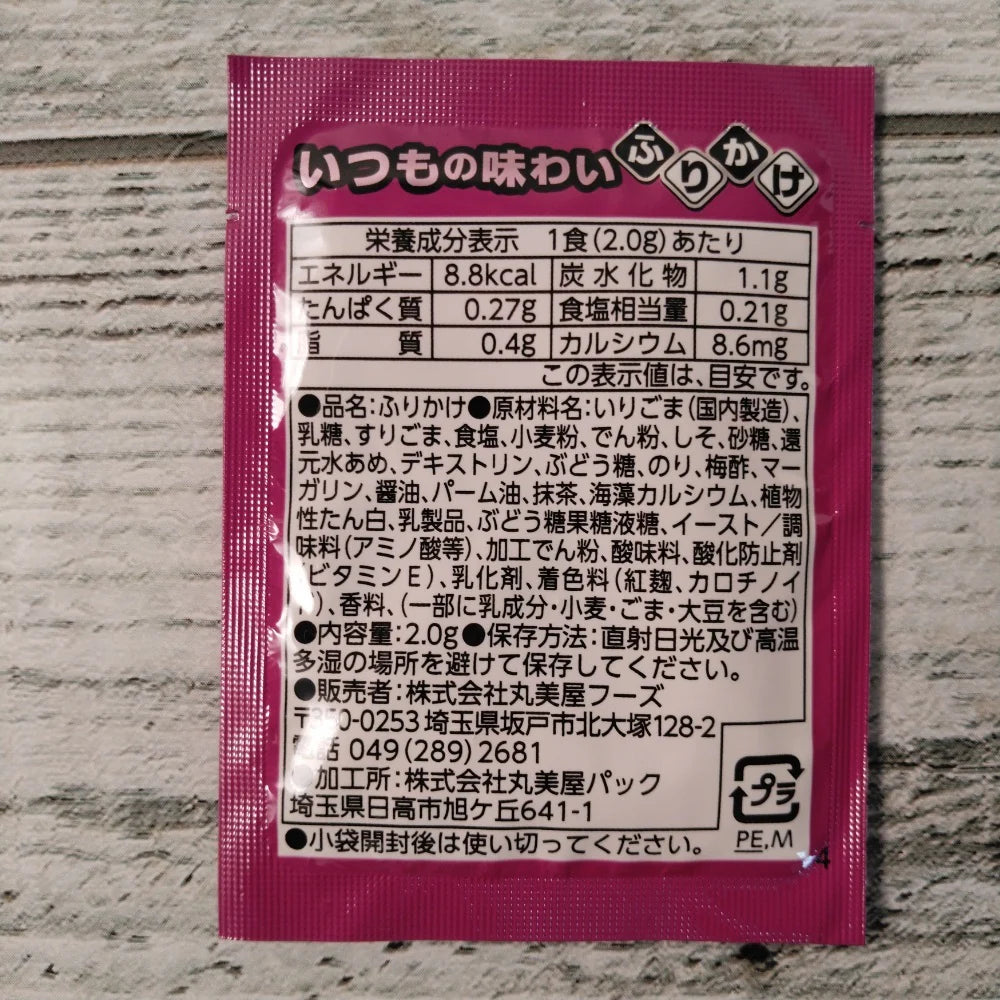 いつもの味わい ふりかけ
栄養成分表示 1食(2.0g)あたり
エネルギー 8.8kcal 炭水化物 1.1g
たんぱく質 0.27g 食塩相当量 0.21g
脂質 0.4g カルシウム 8.6mg
この表示値は、目安です。
●品名:ふりかけ●原材料名:いりごま(国内製造)、
乳糖、すりごま、食塩、小麦粉、でん粉、しそ、砂糖、還
元水あめ、デキストリン、ぶどう糖、のり、梅酢、マー
ガリン、醤油、パーム油、抹茶、海藻カルシウム、植物
性たん白、乳製品、ぶどう糖果糖液糖、イースト/調
味料(アミノ酸等)、加工でん粉、酸味料、酸化防止剤
(ビタミンE)、乳化剤、着色料(紅麹、カロチノイ
ド)、香料、(一部に乳成分・小麦・ごま・大豆を含む)
●内容量:2.0g●保存方法:直射日光及び高温
多湿の場所を避けて保存してください。
●販売者:株式会社丸美屋フーズ
〒350-0253 埼玉県坂戸市北大塚128-2
電話 049(289)2681
●加工所:株式会社丸美屋パック
埼玉県日高市旭ケ丘641-1
プラ
PE,M
●小袋開封後は使い切ってください。